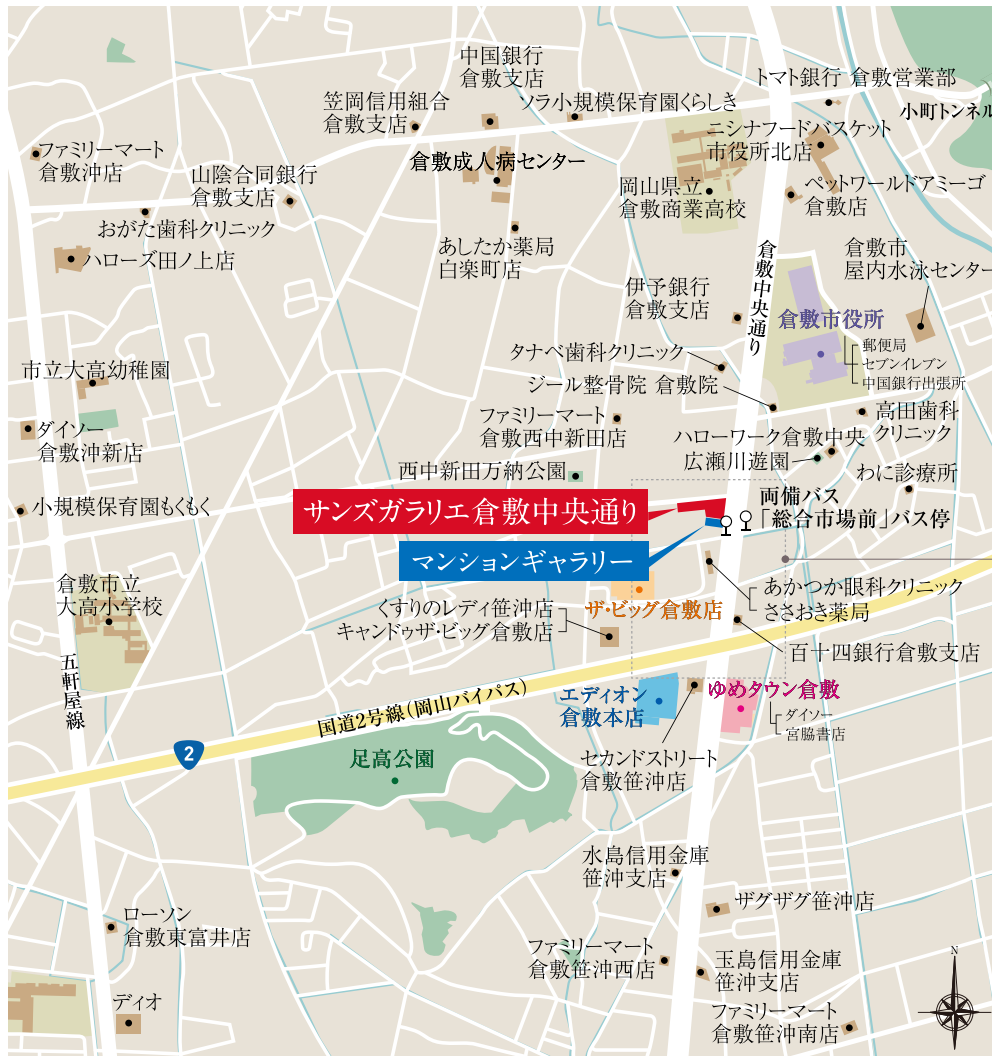 中国銀行
倉敷支店
トマト銀行 倉敷営業部
笠岡信用組合
倉敷支店
ソラ小規模保育園くらしき
小町トンネル
ニシナフードバスケット
市役所北店
ファミリーマート
倉敷沖店
倉敷成人病センター
山陰合同銀行
倉敷支店
岡山県立
倉敷商業高校
ペットワールドアミーゴ
倉敷店
おがた歯科クリニック
ハローズ田ノ上店
あしたか薬局
白楽町店
倉敷中央通り
倉敷市
屋内水泳センター
伊予銀行
倉敷支店
倉敷市役所
郵便局
セブンイレブン
中国銀行出張所
タナベ歯科クリニック
市立大高幼稚園
ジール整骨院 倉敷院
ファミリーマート
倉敷西中新田店
高田歯科
クリニック
ダイソー
倉敷沖新店
ハローワーク倉敷中央
広瀬川遊園
西中新田万納公園
わに診療所
小規模保育園もくもく
サンズガラリエ倉敷中央通り
両備バス
「総合市場前」バス停
マンションギャラリー
倉敷市立
大高小学校
あかつか眼科クリニック
ささおき薬局
くすりのレディ笹沖店
キャンドゥザ・ビッグ倉敷店
ザ・ビッグ倉敷店
百十四銀行倉敷支店
五軒屋線
国道2号線(岡山バイパス)
エディオン
倉敷本店
ゆめタウン倉敷
ダイソー
宮脇書店
2
足高公園
セカンドストリート
倉敷笹沖店
水島信用金庫
笹沖支店
ザグザグ笹沖店
ローソン
倉敷東富井店
ファミリーマート
倉敷笹沖西店
玉島信用金庫
笹沖支店
N
ディオ
ファミリーマート
倉敷笹沖南店